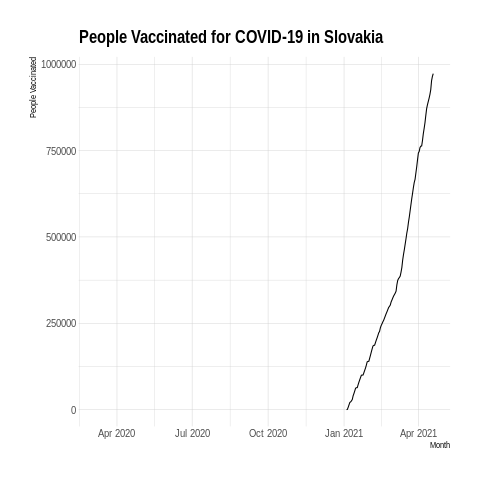 People Vaccinated for COVID-19 in Slovakia
People Vaccinated
1000000
750000
500000
250000
0
Apr 2020 Jul 2020 Oct 2020 Jan 2021 Apr 2021
Month